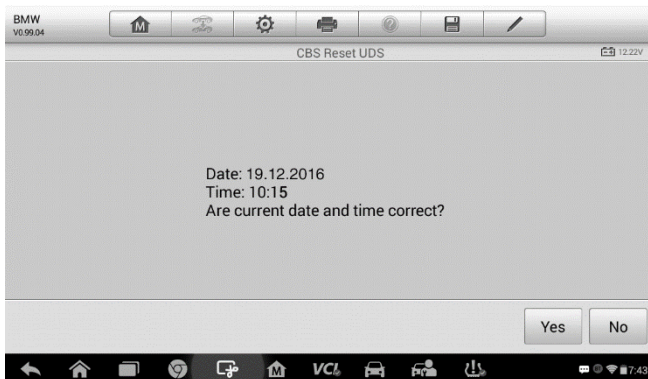 BMW
V0.99.04
M
?
CBS Reset UDS
12.22V
Date: 19.12.2016
Time: 10:15
Are current date and time correct?
Yes
No
M
VCI
7:43